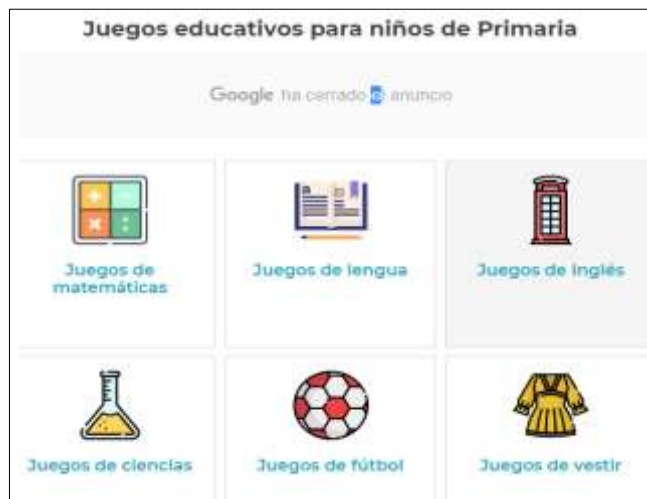 Juegos educativos para niños de Primaria
Google ha cerrado el anuncio
Juegos de
matemáticas
Juegos de lengua
Juegos de inglés
Juegos de ciencias
Juegos de fútbol
Juegos de vestir